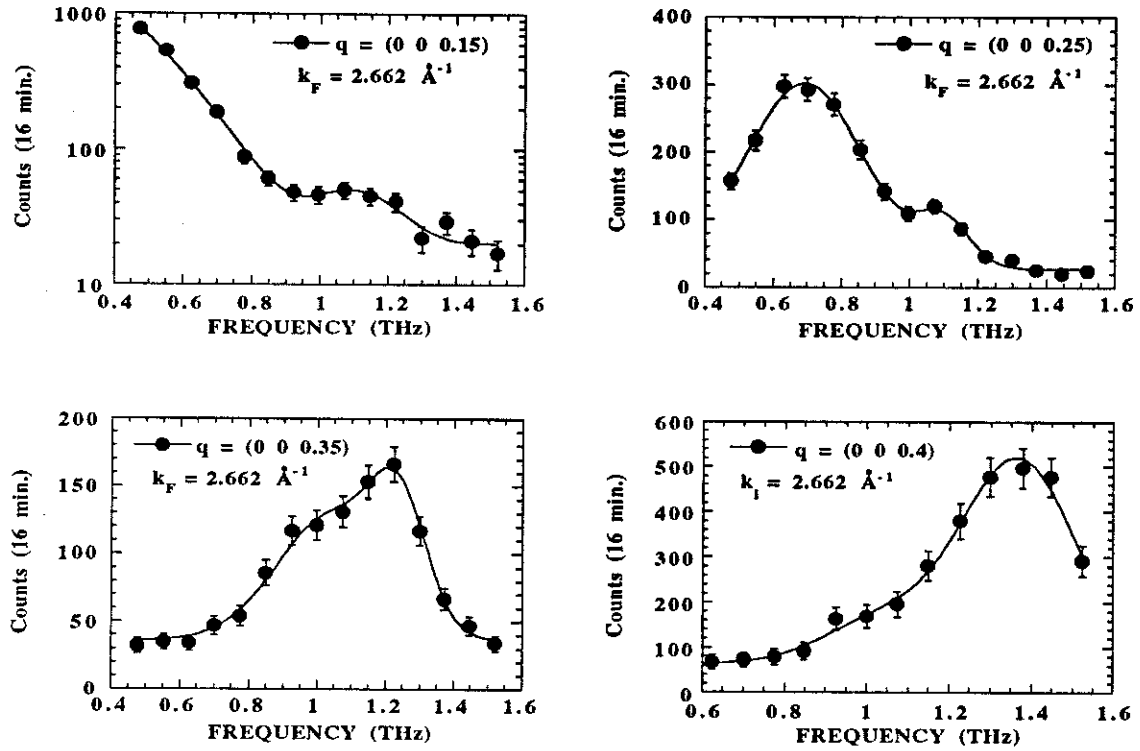 1000
100
10
Counts (16 min.)
q = (0 0 0.15)
k_F = 2.662 Å⁻¹
0.4 0.6 0.8 1 1.2 1.4 1.6
FREQUENCY (THz)
400
300
200
100
0
Counts (16 min.)
q = (0 0 0.25)
k_F = 2.662 Å⁻¹
0.4 0.6 0.8 1 1.2 1.4 1.6
FREQUENCY (THz)
200
150
100
50
0
Counts (16 min.)
q = (0 0 0.35)
k_F = 2.662 Å⁻¹
0.4 0.6 0.8 1 1.2 1.4 1.6
FREQUENCY (THz)
600
500
400
300
200
100
0
Counts (16 min.)
q = (0 0 0.4)
k_I = 2.662 Å⁻¹
0.6 0.8 1 1.2 1.4 1.6
FREQUENCY (THz)